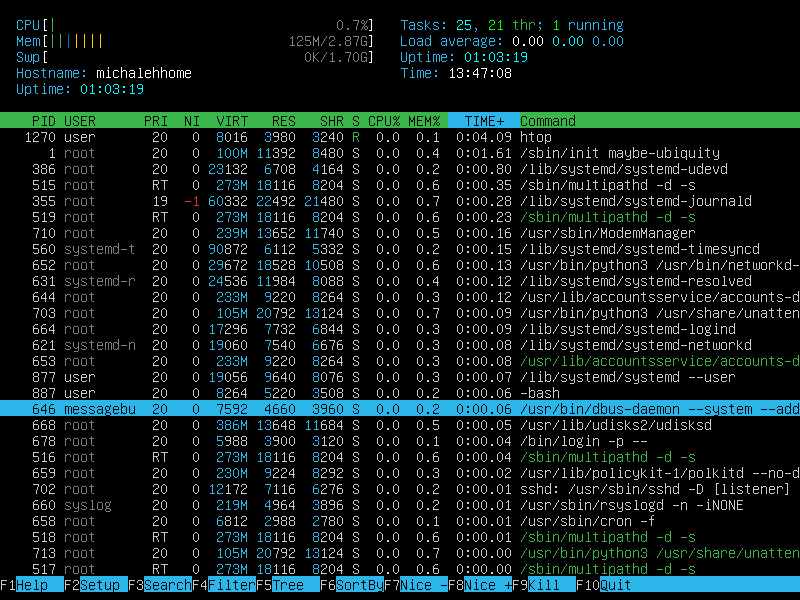 CPU[| 0.7%] Tasks: 25, 21 thr; 1 running
Mem[||||||| 125M/2.87G] Load average: 0.00 0.00 0.00
Swp[ 0K/1.70G] Uptime: 01:03:19
Hostname: michalehhome Time: 13:47:08
Uptime: 01:03:19
PID USER PRI NI VIRT RES SHR S CPU% MEM% TIME+ Command
1270 user 20 0 8016 3980 3240 R 0.0 0.1 0:04.09 htop
1 root 20 0 100M 11392 8480 S 0.0 0.4 0:01.61 /sbin/init maybe-ubiquity
386 root 20 0 23132 6708 4164 S 0.0 0.2 0:00.80 /lib/systemd/systemd-udevd
515 root RT 0 273M 18116 8204 S 0.0 0.6 0:00.35 /sbin/multipathd -d -s
355 root 19 -1 60332 22492 21480 S 0.0 0.7 0:00.28 /lib/systemd/systemd-journald
519 root RT 0 273M 18116 8204 S 0.0 0.6 0:00.23 /sbin/multipathd -d -s
710 root 20 0 239M 13652 11740 S 0.0 0.5 0:00.16 /usr/sbin/ModemManager
560 systemd-t 20 0 90872 6112 5332 S 0.0 0.2 0:00.15 /lib/systemd/systemd-timesyncd
652 root 20 0 29672 18528 10508 S 0.0 0.6 0:00.13 /usr/bin/python3 /usr/bin/networkd-
631 systemd-r 20 0 24536 11984 8088 S 0.0 0.4 0:00.12 /lib/systemd/systemd-resolved
644 root 20 0 233M 9220 8264 S 0.0 0.3 0:00.12 /usr/lib/accountsservice/accounts-d
703 root 20 0 105M 20792 13124 S 0.0 0.7 0:00.09 /usr/bin/python3 /usr/share/unatten
664 root 20 0 17296 7732 6844 S 0.0 0.3 0:00.09 /lib/systemd/systemd-logind
621 systemd-n 20 0 19060 7540 6676 S 0.0 0.3 0:00.08 /lib/systemd/systemd-networkd
653 root 20 0 233M 9220 8264 S 0.0 0.3 0:00.08 /usr/lib/accountsservice/accounts-d
877 user 20 0 19056 9640 8076 S 0.0 0.3 0:00.07 /lib/systemd/systemd --user
887 user 20 0 8264 5220 3508 S 0.0 0.2 0:00.06 -bash
646 messagebu 20 0 7592 4660 3960 S 0.0 0.2 0:00.06 /usr/bin/dbus-daemon --system --add
668 root 20 0 386M 13648 11684 S 0.0 0.5 0:00.05 /usr/lib/udisks2/udisksd
678 root 20 0 5988 3900 3120 S 0.0 0.1 0:00.04 /bin/login -p --
516 root RT 0 273M 18116 8204 S 0.0 0.6 0:00.04 /sbin/multipathd -d -s
659 root 20 0 230M 9224 8292 S 0.0 0.3 0:00.02 /usr/lib/policykit-1/polkitd --no-d
702 root 20 0 12172 7116 6276 S 0.0 0.2 0:00.01 sshd: /usr/sbin/sshd -D [listener]
660 syslog 20 0 219M 4964 3896 S 0.0 0.2 0:00.01 /usr/sbin/rsyslogd -n -iNONE
658 root 20 0 6812 2988 2780 S 0.0 0.1 0:00.01 /usr/sbin/cron -f
518 root RT 0 273M 18116 8204 S 0.0 0.6 0:00.01 /sbin/multipathd -d -s
713 root 20 0 105M 20792 13124 S 0.0 0.7 0:00.00 /usr/bin/python3 /usr/share/unatten
517 root RT 0 273M 18116 8204 S 0.0 0.6 0:00.00 /sbin/multipathd -d -s
F1Help F2Setup F3SearchF4FilterF5Tree F6SortByF7Nice -F8Nice +F9Kill F10Quit